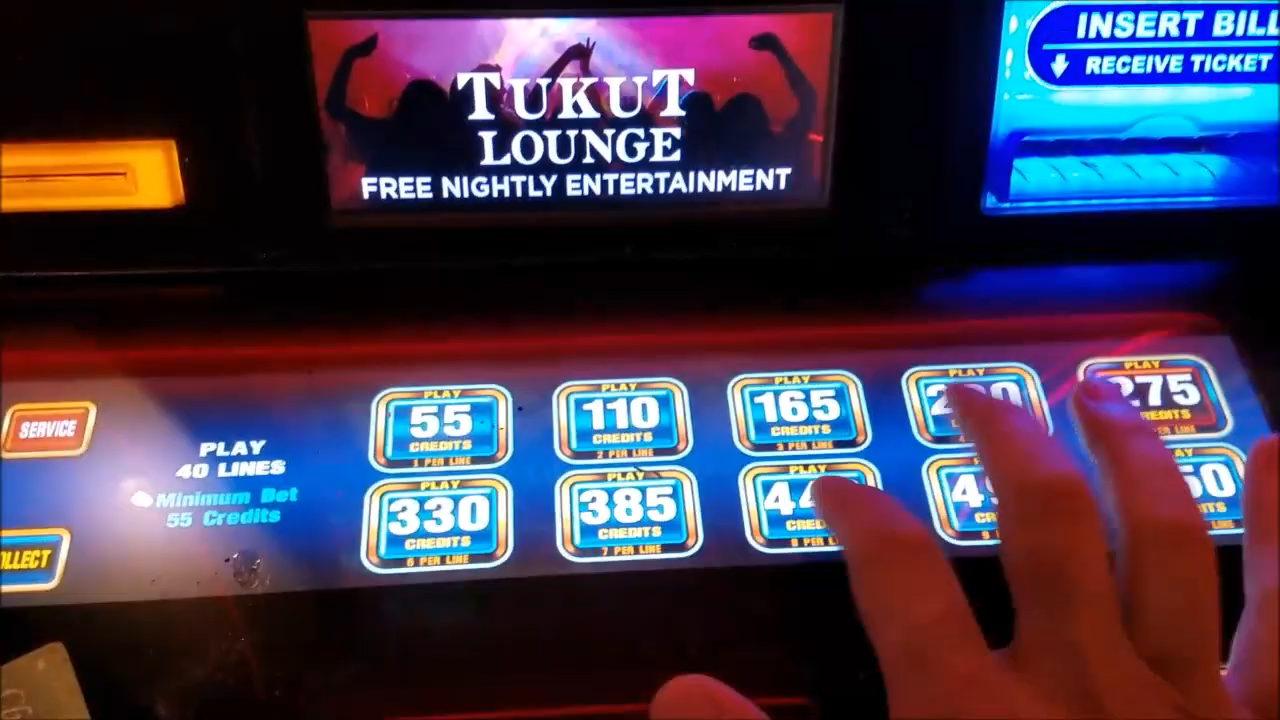 TUKUT
LOUNGE
FREE NIGHTLY ENTERTAINMENT
INSERT BILL
RECEIVE TICKET
SERVICE
PLAY
40 LINES
Minimum Bet
55 Credits
PLAY
55
CREDITS
1 PER LINE
PLAY
110
CREDITS
2 PER LINE
PLAY
165
CREDITS
3 PER LINE
PLAY
PLAY
275
PLAY
330
CREDITS
6 PER LINE
PLAY
385
CREDITS
7 PER LINE
PLAY
PER LINE